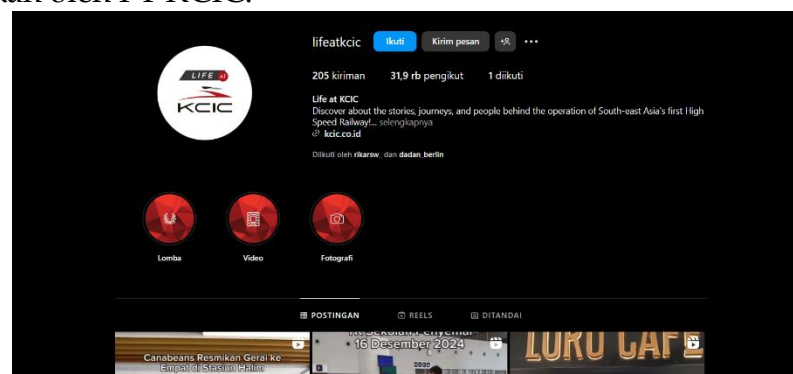 oleh PT KCIC.
lifeatkcic Ikuti Kirim pesan
205 kiriman 31,9 rb pengikut 1 diikuti
Life at KCIC
Discover about the stories, journeys, and people behind the operation of South-east Asia's first High
Speed Railway!... selengkapnya
kcic.co.id
Diikuti oleh rikarsw_ dan dadan_berlin
LIFE at
KCIC
Lomba Video Fotografi
POSTINGAN REELS DITANDAI
Canabeans Resmikan Gerai ke
Empat di Stasiun Halim
16 Desember 2024
LUKU CAFE